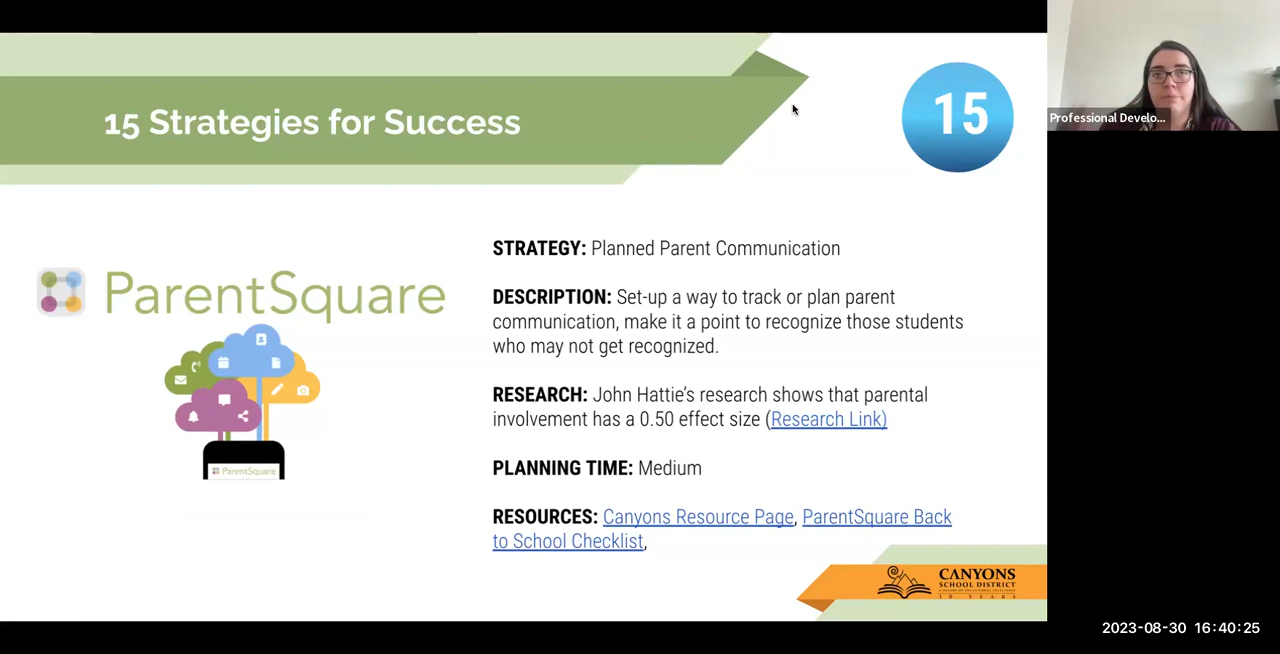 15 Strategies for Success
15
Professional Develo...
ParentSquare
ParentSquare
STRATEGY: Planned Parent Communication
DESCRIPTION: Set-up a way to track or plan parent
communication, make it a point to recognize those students
who may not get recognized.
RESEARCH: John Hattie's research shows that parental
involvement has a 0.50 effect size (Research Link)
PLANNING TIME: Medium
RESOURCES: Canyons Resource Page, ParentSquare Back
to School Checklist,
CANYONS
SCHOOL DISTRICT
10 YEARS
2023-08-30 16:40:25